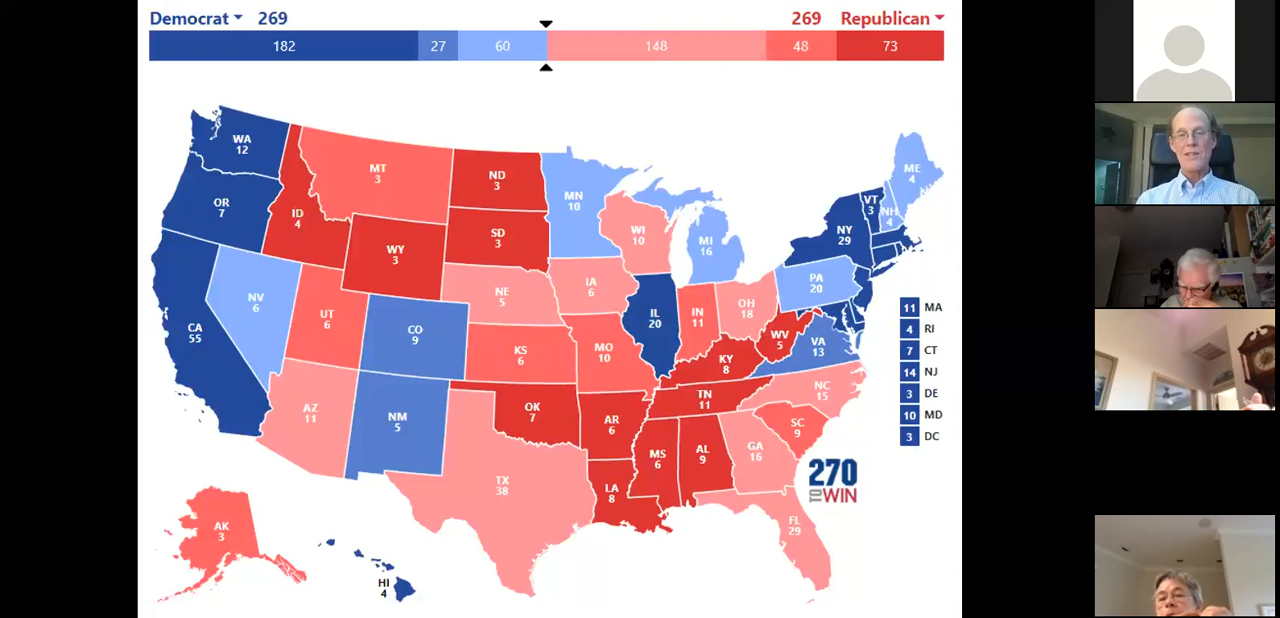 Democrat 269
269 Republican
182 27 60 148 48 73
WA
12
OR
7
CA
55
ID
4
NV
6
MT
3
WY
3
UT
6
CO
9
AZ
11
NM
5
ND
3
SD
3
NE
5
KS
6
OK
7
TX
38
MN
10
IA
6
MO
10
AR
6
LA
8
WI
10
IL
20
MS
6
MI
16
IN
11
KY
8
TN
11
AL
9
OH
18
WV
5
GA
16
FL
29
SC
9
NC
15
VA
13
PA
20
NY
29
VT
3
NH
4
ME
4
AK
3
HI
4
11 MA
4 RI
7 CT
14 NJ
3 DE
10 MD
3 DC
270
TO WIN